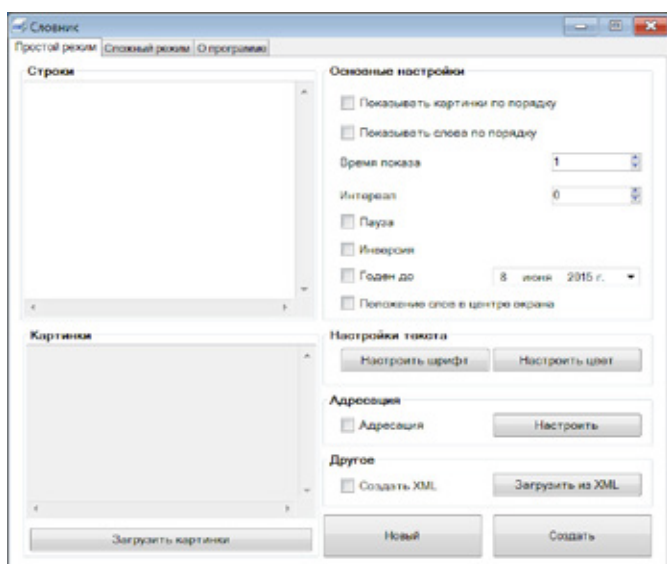 Словник
Простой режим Сложный режим О программе
Строки
Основные настройки
Показывать картинки по порядку
Показывать слова по порядку
Время показа 1
Интервал 0
Пауза
Инверсия
Годен до 8 июня 2015 г.
Положение слов в центре экрана
Картинки
Настройки текста
Настроить шрифт Настроить цвет
Адресация
Адресация Настроить
Другое
Создать XML Загрузить из XML
Загрузить картинки Новый Создать